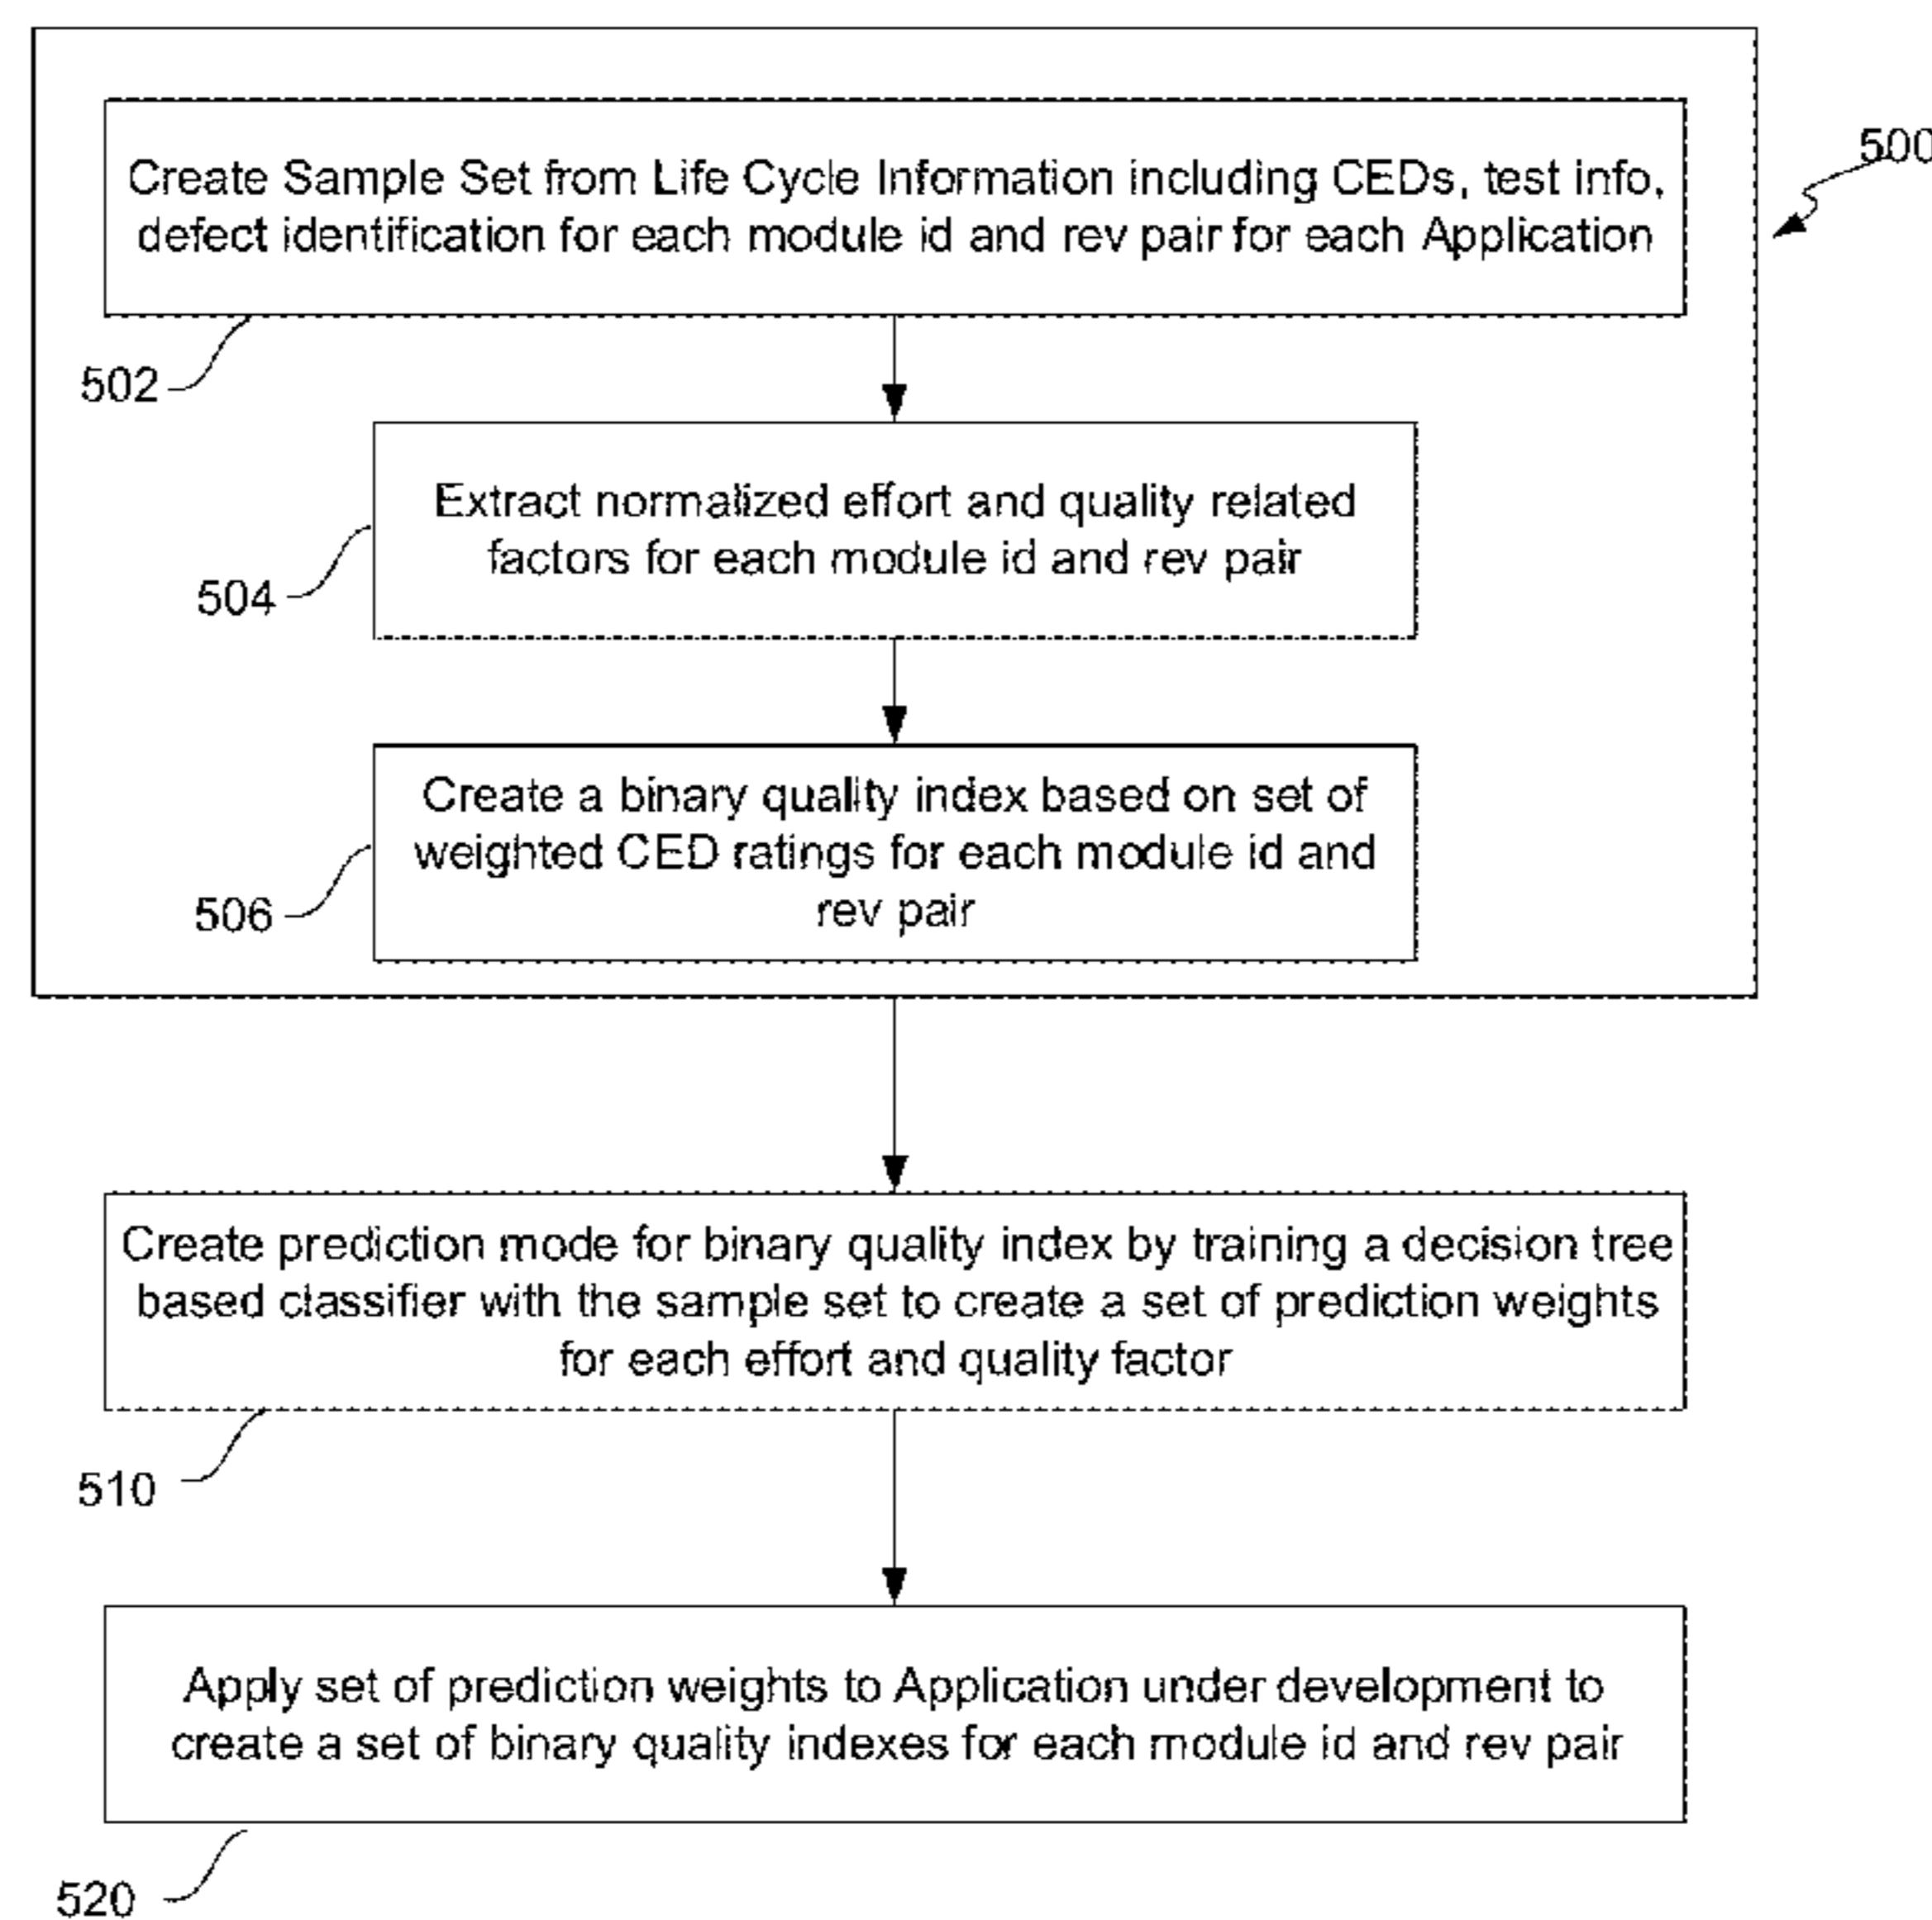 500
Create Sample Set from Life Cycle Information including CEDs, test info,
defect identification for each module id and rev pair for each Application
502
Extract normalized effort and quality related
factors for each module id and rev pair
504
Create a binary quality index based on set of
weighted CED ratings for each module id and
rev pair
506
Create prediction mode for binary quality index by training a decision tree
based classifier with the sample set to create a set of prediction weights
for each effort and quality factor
510
Apply set of prediction weights to Application under development to
create a set of binary quality indexes for each module id and rev pair
520